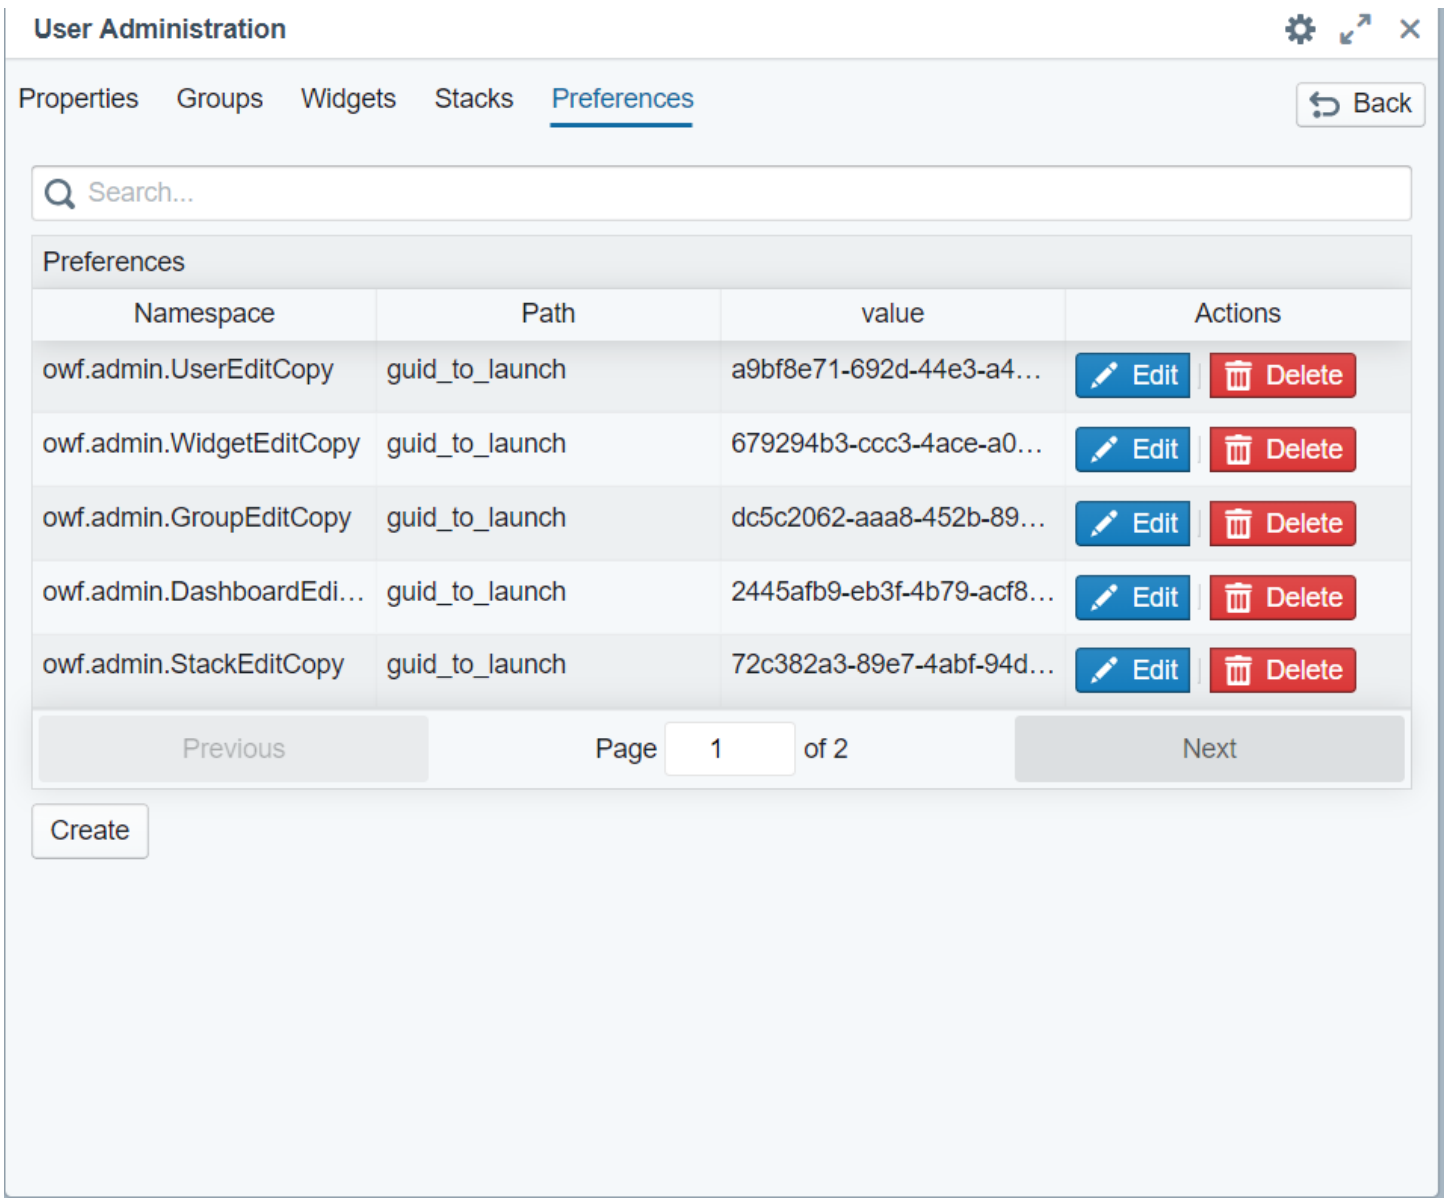 User Administration
Properties Groups Widgets Stacks Preferences Back
Search...
Preferences
Namespace Path value Actions
owf.admin.UserEditCopy guid_to_launch a9bf8e71-692d-44e3-a4... Edit Delete
owf.admin.WidgetEditCopy guid_to_launch 679294b3-ccc3-4ace-a0... Edit Delete
owf.admin.GroupEditCopy guid_to_launch dc5c2062-aaa8-452b-89... Edit Delete
owf.admin.DashboardEdi... guid_to_launch 2445afb9-eb3f-4b79-acf8... Edit Delete
owf.admin.StackEditCopy guid_to_launch 72c382a3-89e7-4abf-94d... Edit Delete
Previous Page 1 of 2 Next
Create